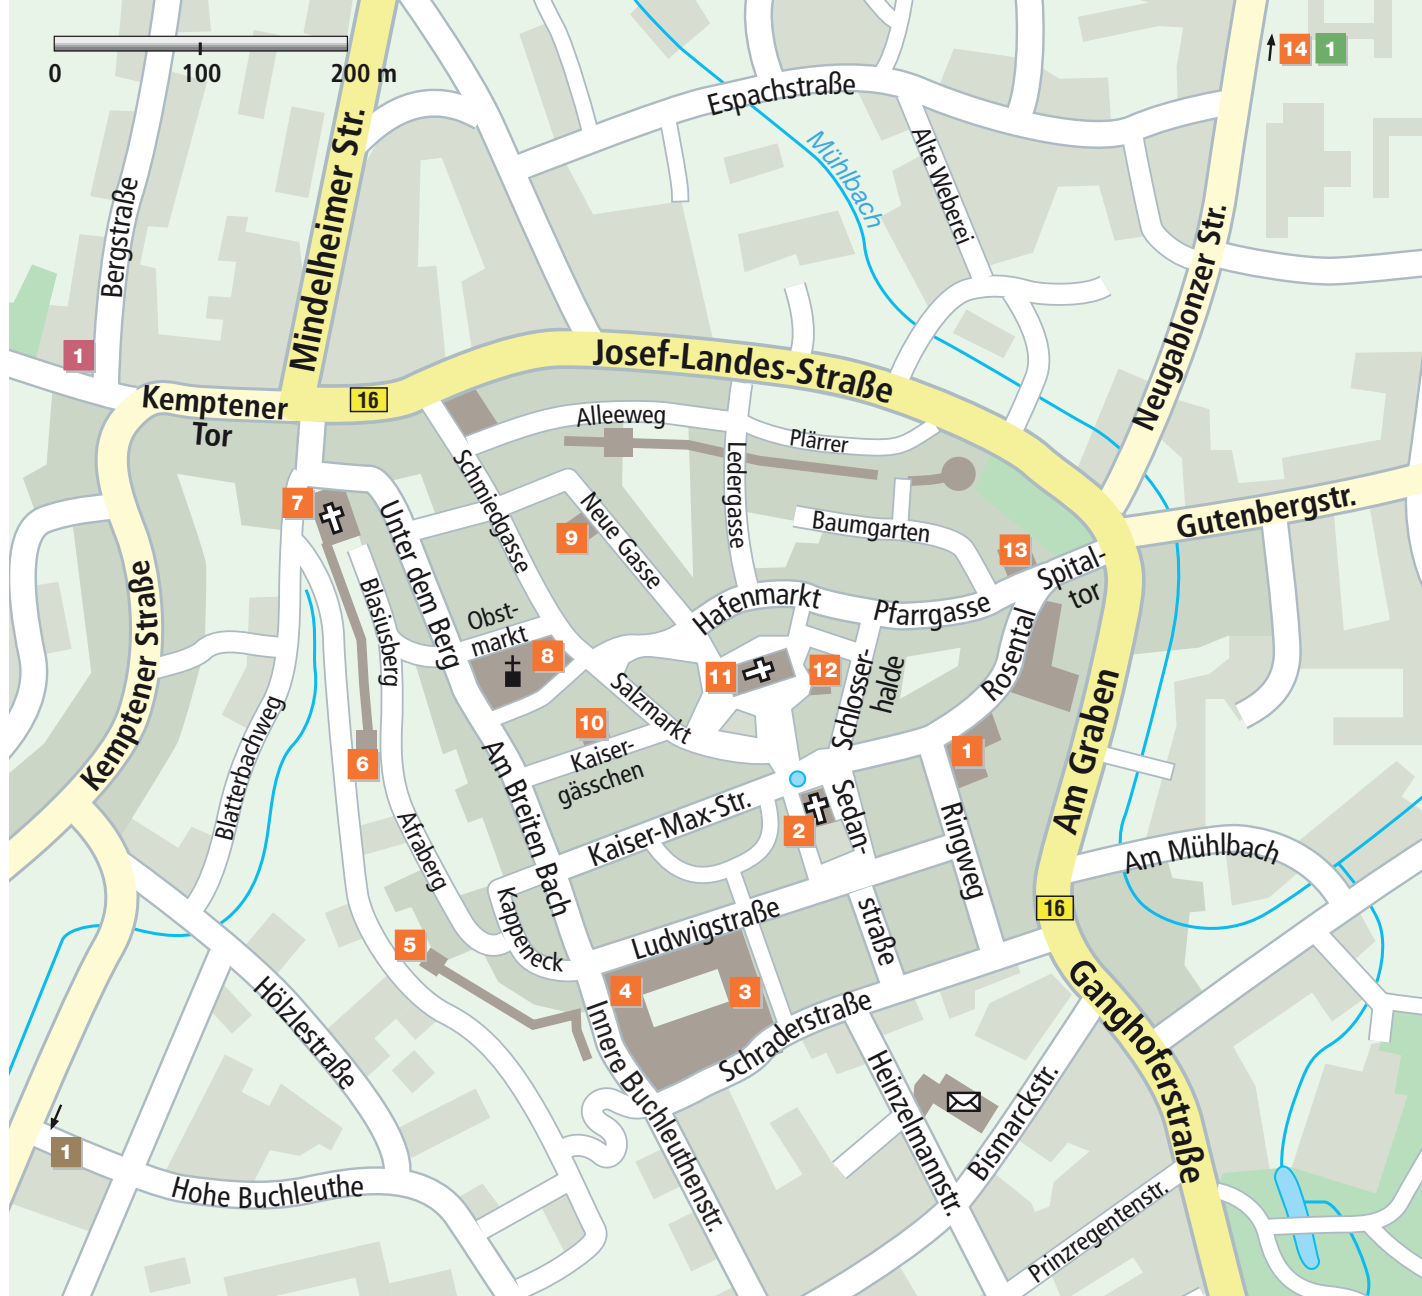 0 100 200 m
14 1
Espachstraße
Mühlbach
Alte Weberei
Bergstraße
Mindelheimer Str.
Neugablonzer Str.
1
Josef-Landes-Straße
Kemptener
Tor
16
Alleeweg
Plärrer
Ledergasse
Schmiedgasse
Neue Gasse
7
9
Baumgarten
13
Gutenbergstr.
Spital-
tor
Unter dem Berg
Blasiusberg
Kemptener Straße
Obst-
markt
8
Hafenmarkt
Pfarrgasse
Rosental
11
12
Schlosser-
halde
Salzmarkt
10
Kaiser-
gässchen
6
Blatterbachweg
Am Breiten Bach
Afraberg
Kaiser-Max-Str.
2
Sedan-
straße
1
Ringweg
Am Graben
Am Mühlbach
16
Kappeneck
Ludwigstraße
5
4
3
Schraderstraße
Hölzlestraße
Innere Buchleuthenstr.
Heinzelmannstr.
Bismarckstr.
Ganghoferstraße
1
Hohe Buchleuthe
Prinzregentenstr.